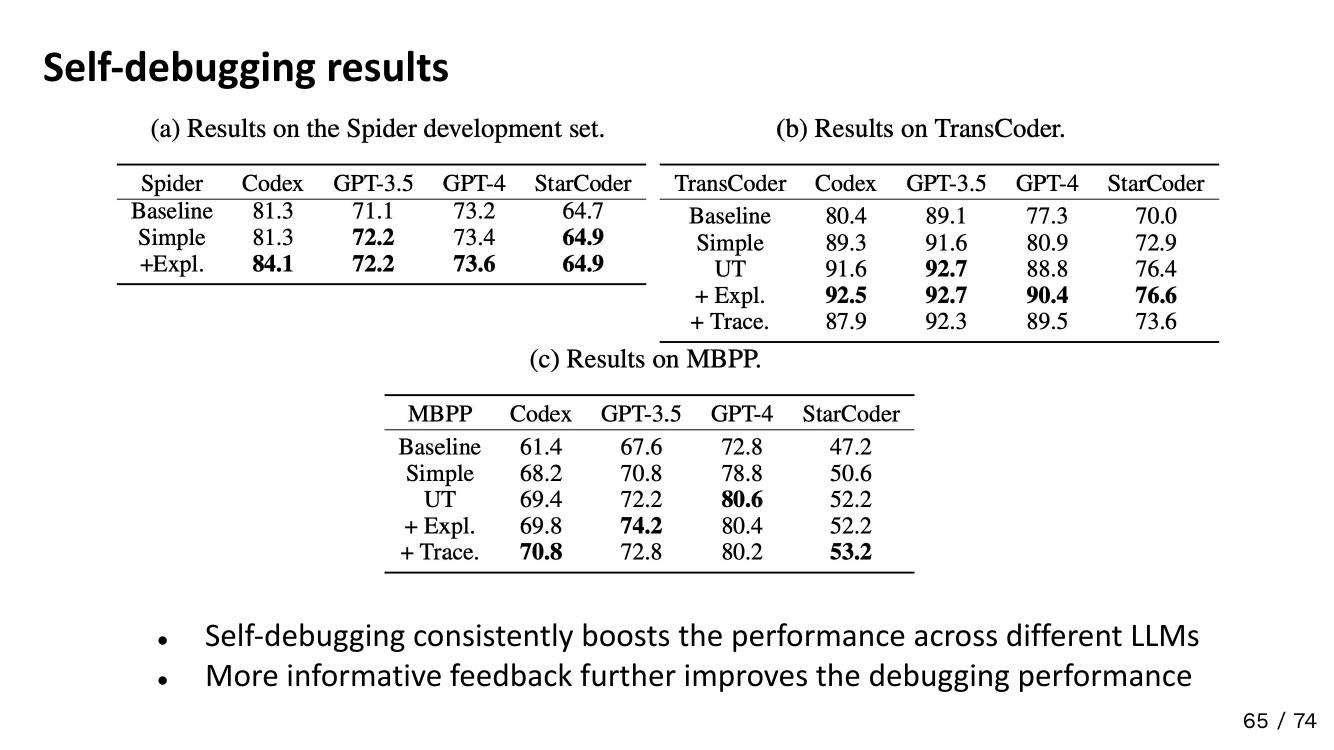 Self-debugging results
(a) Results on the Spider development set.
Spider Codex GPT-3.5 GPT-4 StarCoder
Baseline 81.3 71.1 73.2 64.7
Simple 81.3 72.2 73.4 64.9
+Expl. 84.1 72.2 73.6 64.9
(b) Results on TransCoder.
TransCoder Codex GPT-3.5 GPT-4 StarCoder
Baseline 80.4 89.1 77.3 70.0
Simple 89.3 91.6 80.9 72.9
UT 91.6 92.7 88.8 76.4
+ Expl. 92.5 92.7 90.4 76.6
+ Trace. 87.9 92.3 89.5 73.6
(c) Results on MBPP.
MBPP Codex GPT-3.5 GPT-4 StarCoder
Baseline 61.4 67.6 72.8 47.2
Simple 68.2 70.8 78.8 50.6
UT 69.4 72.2 80.6 52.2
+ Expl. 69.8 74.2 80.4 52.2
+ Trace. 70.8 72.8 80.2 53.2
● Self-debugging consistently boosts the performance across different LLMs
● More informative feedback further improves the debugging performance
65 / 74